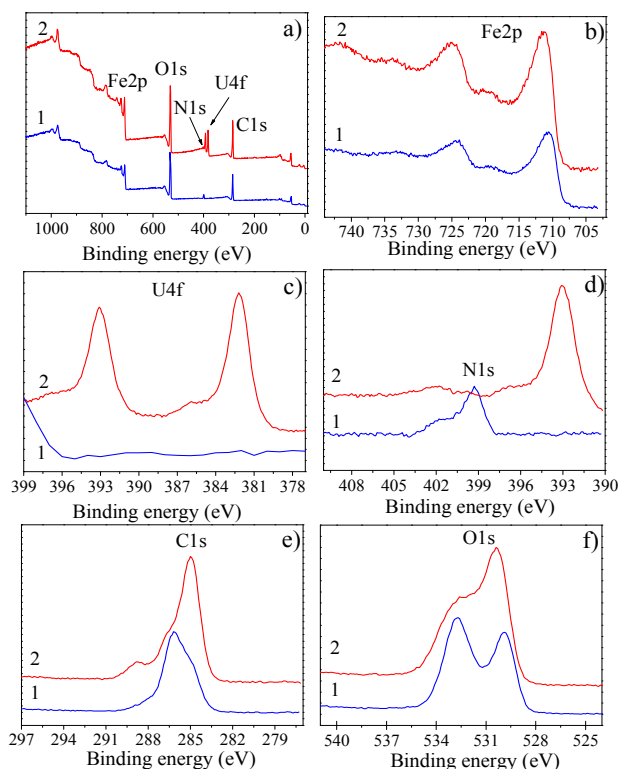 a)
2
Fe2p
O1s
N1s
U4f
C1s
1
1000 800 600 400 200 0
Binding energy (eV)
b)
2
Fe2p
1
740 735 730 725 720 715 710 705
Binding energy (eV)
c)
U4f
2
1
399 396 393 390 387 384 381 378
Binding energy (eV)
d)
N1s
2
1
408 405 402 399 396 393 390
Binding energy (eV)
e)
C1s
2
1
297 294 291 288 285 282 279
Binding energy (eV)
f)
O1s
2
1
540 537 534 531 528 525
Binding energy (eV)